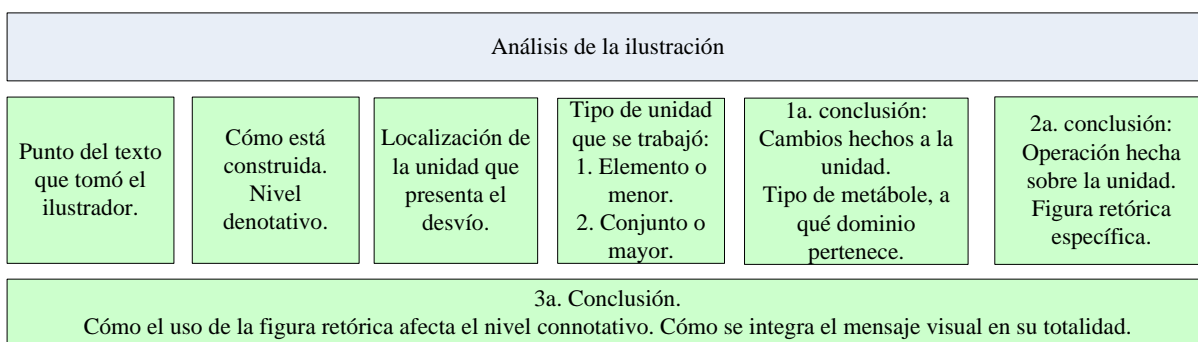 Análisis de la ilustración
Punto del texto
que tomó el
ilustrador.
Cómo está
construida.
Nivel
denotativo.
Localización de
la unidad que
presenta el
desvío.
Tipo de unidad
que se trabajó:
1. Elemento o
menor.
2. Conjunto o
mayor.
1a. conclusión:
Cambios hechos a la
unidad.
Tipo de metábole, a
qué dominio
pertenece.
2a. conclusión:
Operación hecha
sobre la unidad.
Figura retórica
específica.
3a. Conclusión.
Cómo el uso de la figura retórica afecta el nivel connotativo. Cómo se integra el mensaje visual en su totalidad.